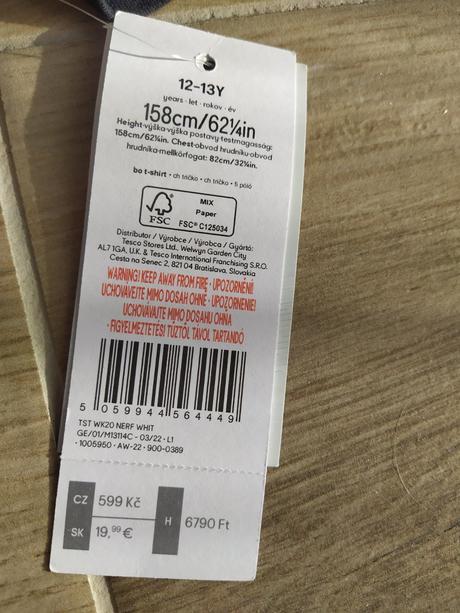 12-13Y
years · let · rokov · év
158cm/62¼in
Height·výška·výška postavy·testmagasság:
158cm/62¼in. Chest·obvod hrudníku·obvod
hrudníka·mellkörfogat: 82cm/32¼in.
bo t-shirt · ch tričko · ch tričko · fi póló
FSC
MIX
Paper
FSC® C125034
Distributor / Výrobce / Výrobca / Gyártó:
Tesco Stores Ltd., Welwyn Garden City
AL7 1GA, U.K. & Tesco International Franchising S.R.O.
Cesta na Senec 2, 821 04 Bratislava, Slovakia
WARNING! KEEP AWAY FROM FIRE · UPOZORNĚNÍ!
UCHOVÁVEJTE MIMO DOSAH OHNĚ · UPOZORNENIE!
UCHOVÁVAJTE MIMO DOSAHU OHŇA
· FIGYELMEZTETÉS! TŰZTŐL TÁVOL TARTANDÓ
5 059944 564449
TST WK20 NERF WHIT
GE/01/M13114C - 03/22 · L1
· 1005950 · AW-22 · 900-0389
CZ 599 Kč
SK 19,99 €
H 6790 Ft